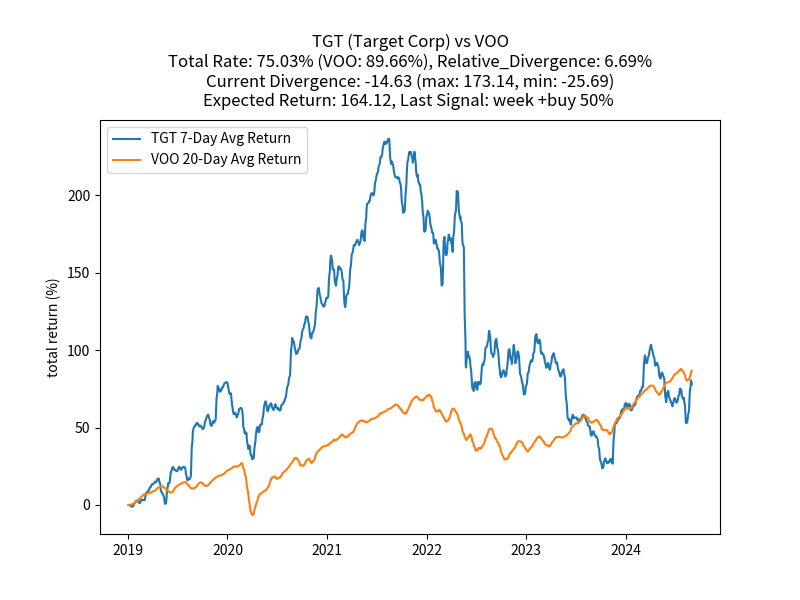 TGT (Target Corp) vs VOO
Total Rate: 75.03% (VOO: 89.66%), Relative_Divergence: 6.69%
Current Divergence: -14.63 (max: 173.14, min: -25.69)
Expected Return: 164.12, Last Signal: week +buy 50%
TGT 7-Day Avg Return
VOO 20-Day Avg Return
total return (%)
200
150
100
50
0
2019
2020
2021
2022
2023
2024